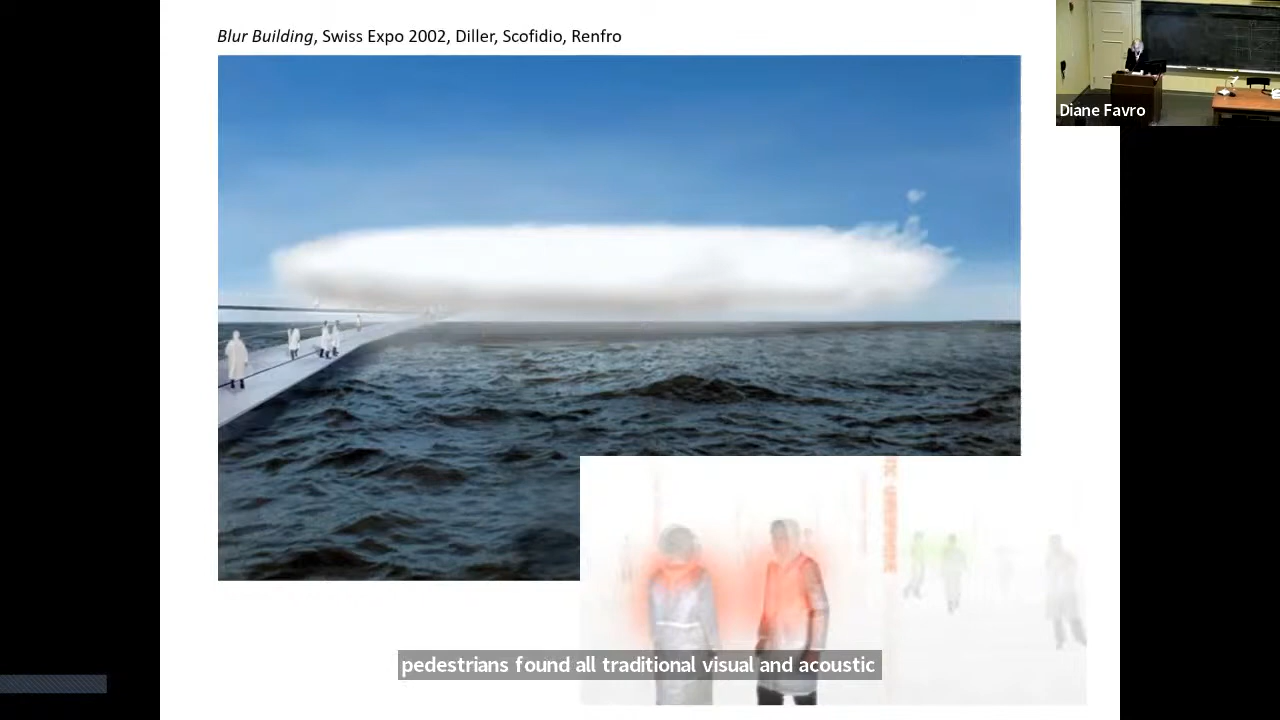 Blur Building, Swiss Expo 2002, Diller, Scofidio, Renfro
Diane Favro
pedestrians found all traditional visual and acoustic